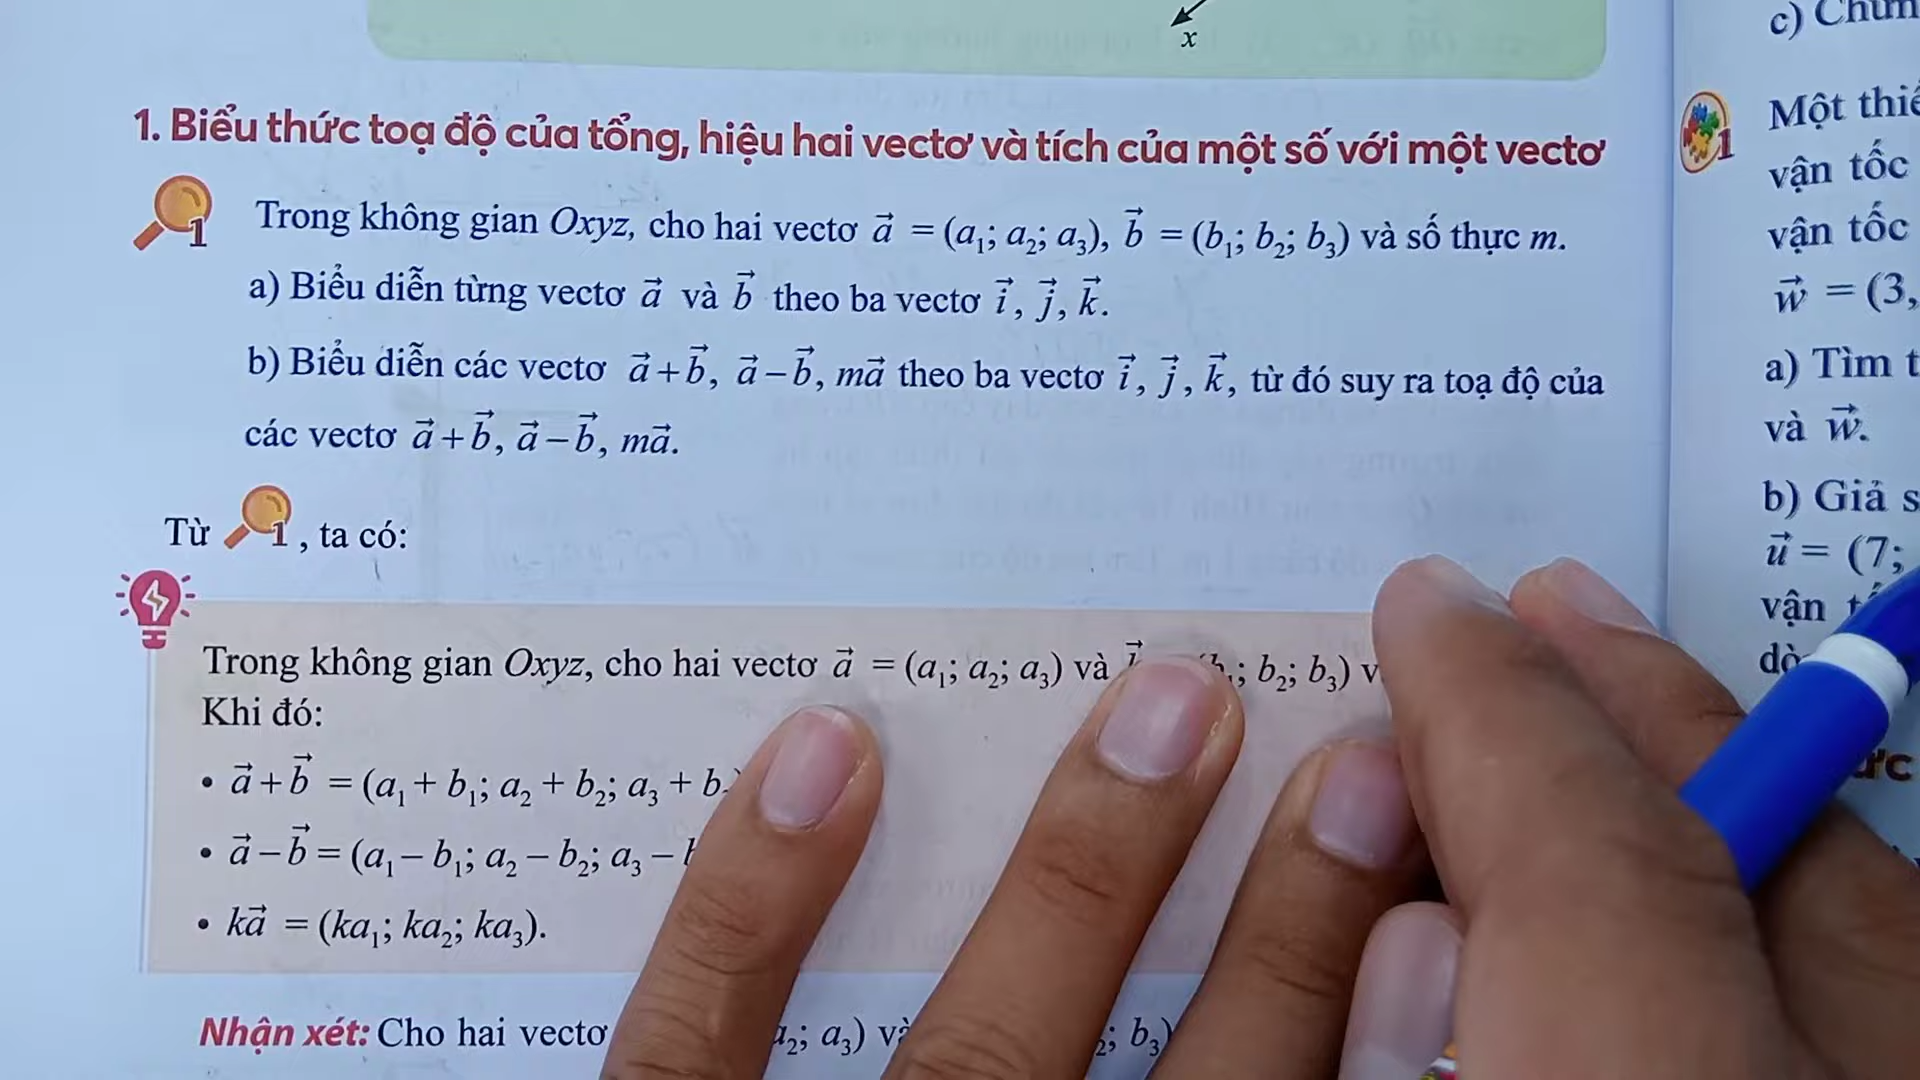 x
1. Biểu thức toạ độ của tổng, hiệu hai vectơ và tích của một số với một vectơ
1 Trong không gian Oxyz, cho hai vectơ a⃗ = (a₁; a₂; a₃), b⃗ = (b₁; b₂; b₃) và số thực m.
a) Biểu diễn từng vectơ a⃗ và b⃗ theo ba vectơ i⃗, j⃗, k⃗.
b) Biểu diễn các vectơ a⃗ + b⃗, a⃗ − b⃗, ma⃗ theo ba vectơ i⃗, j⃗, k⃗, từ đó suy ra toạ độ của
các vectơ a⃗ + b⃗, a⃗ − b⃗, ma⃗.
Từ 1, ta có:
Trong không gian Oxyz, cho hai vectơ a⃗ = (a₁; a₂; a₃) và ; b₂; b₃)
Khi đó:
• a⃗ + b⃗ = (a₁ + b₁; a₂ + b₂; a₃ + b
• a⃗ − b⃗ = (a₁ − b₁; a₂ − b₂; a₃ −
• ka⃗ = (ka₁; ka₂; ka₃).
Nhận xét: Cho hai vectơ ; a₃) ; b₃)
c)
1 Một
vận tốc
vận tốc
w⃗ = (3,
a) Tìm
và w⃗.
b) Giả
u⃗ = (7;
vận